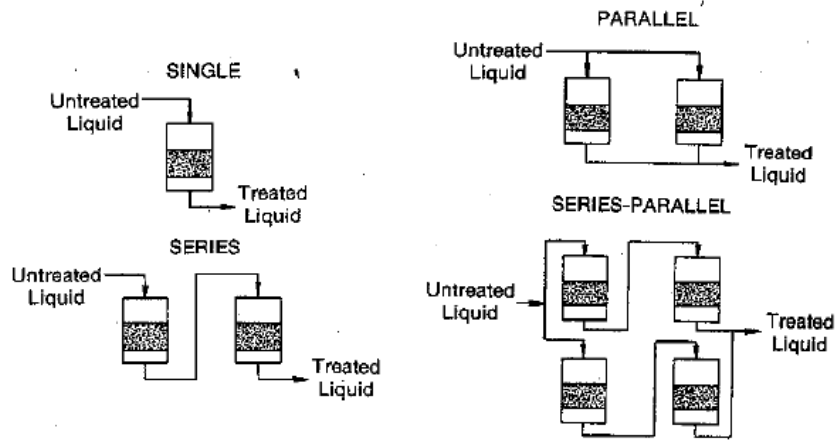 SINGLE
Untreated
Liquid
Treated
Liquid
SERIES
Untreated
Liquid
Treated
Liquid
PARALLEL
Untreated
Liquid
Treated
Liquid
SERIES-PARALLEL
Untreated
Liquid
Treated
Liquid